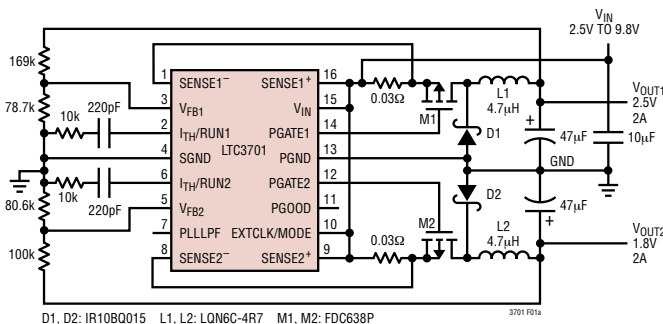 V_IN
2.5V TO 9.8V
169k
78.7k
10k
220pF
10k
220pF
80.6k
100k
1
3
2
4
6
5
7
8
SENSE1⁻
V_FB1
I_TH/RUN1
SGND
I_TH/RUN2
V_FB2
PLLLPF
SENSE2⁻
LTC3701
SENSE1⁺
V_IN
PGATE1
PGND
PGATE2
PGOOD
EXTCLK/MODE
SENSE2⁺
16
15
14
13
12
11
10
9
0.03Ω
M1
L1
4.7µH
D1
+
47µF
V_OUT1
2.5V
2A
10µF
GND
D2
M2
0.03Ω
L2
4.7µH
47µF
+
V_OUT2
1.8V
2A
D1, D2: IR10BQ015 L1, L2: LQN6C-4R7 M1, M2: FDC638P
3701 F01a